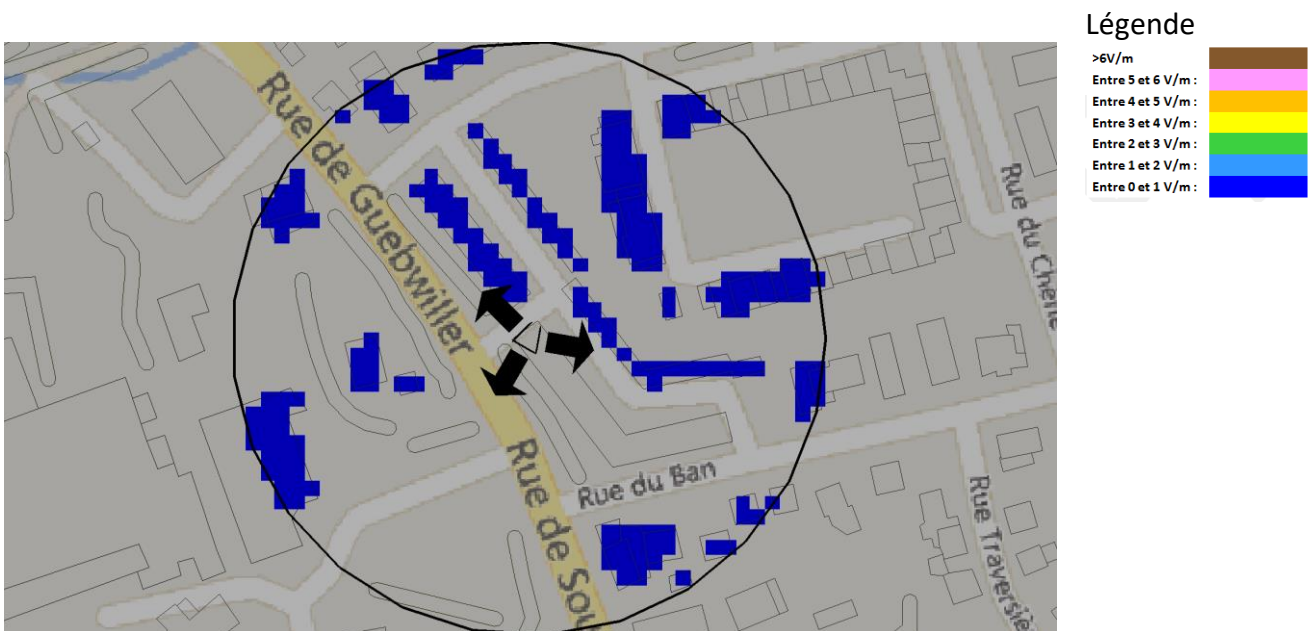 Légende
>6V/m
Entre 5 et 6 V/m :
Entre 4 et 5 V/m :
Entre 3 et 4 V/m :
Entre 2 et 3 V/m :
Entre 1 et 2 V/m :
Entre 0 et 1 V/m :
Rue de Guebwiller
Rue du Chene
Rue du Ban
Rue de Sou
Rue Traversiè